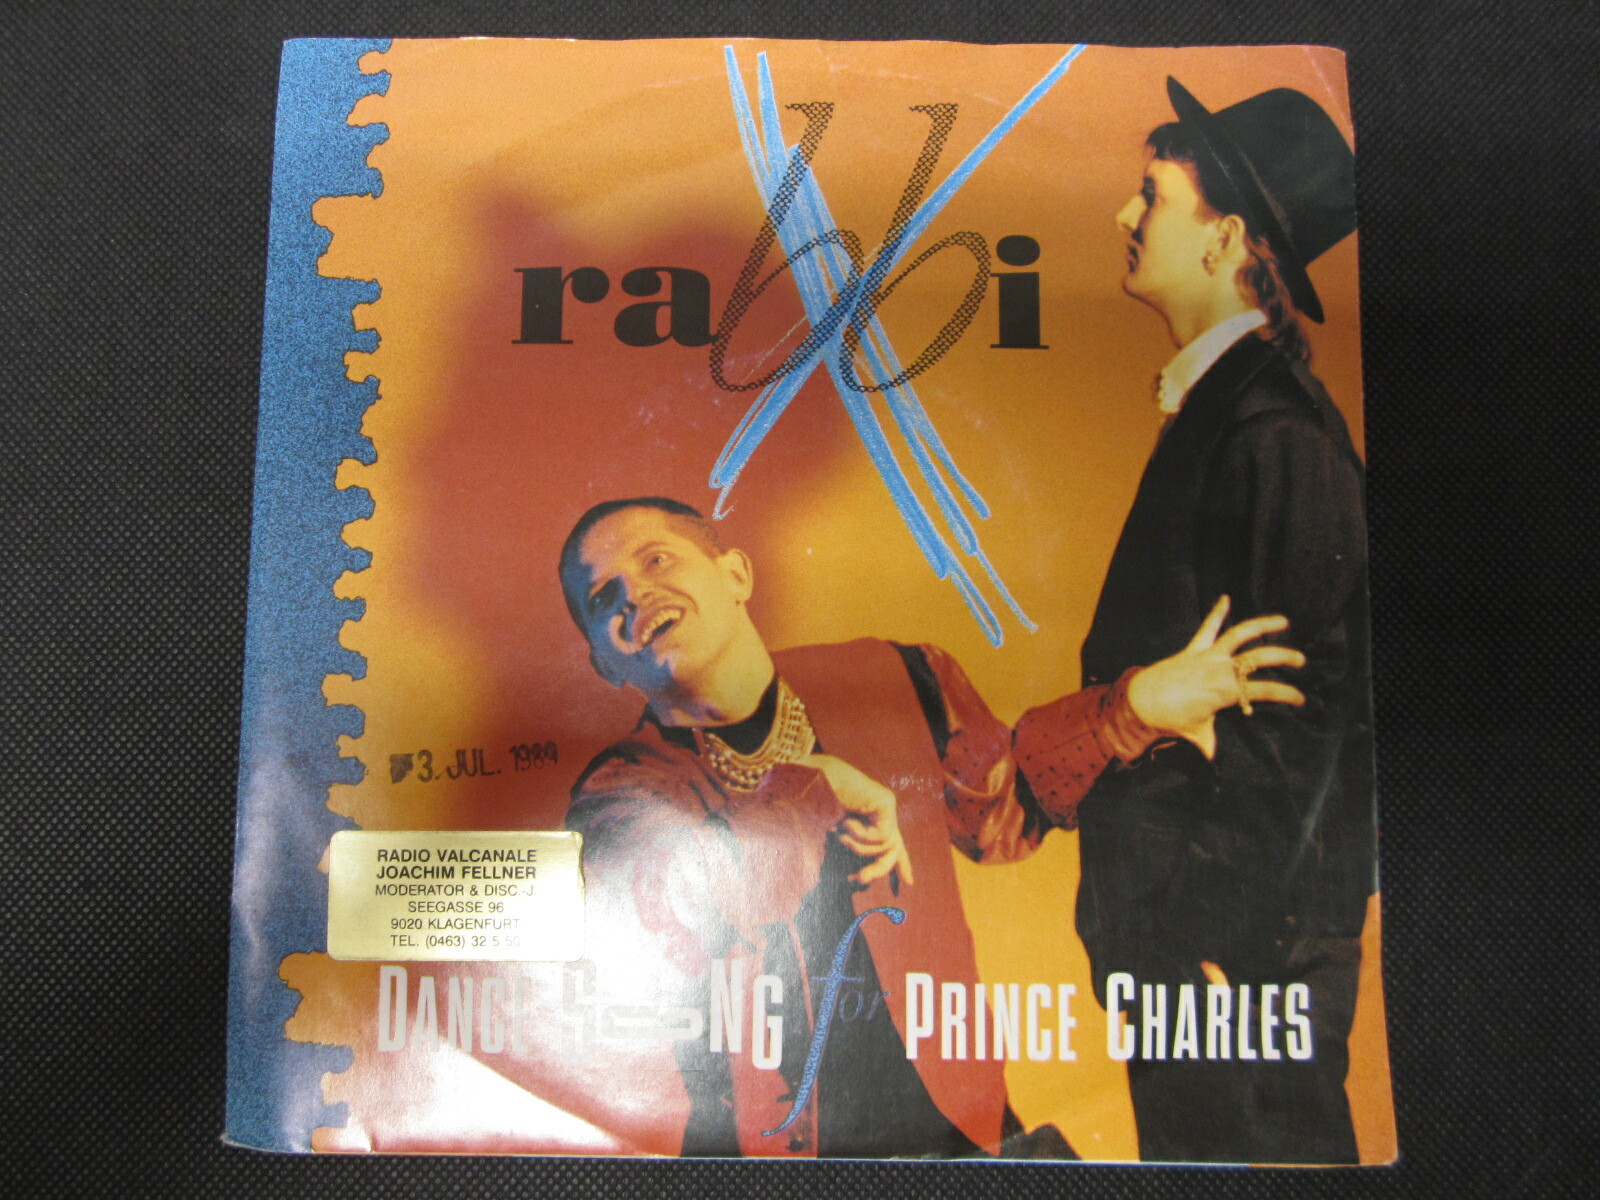 rabbi
3. JUL. 1989
RADIO VALCANALE
JOACHIM FELLNER
MODERATOR & DISC.-J
SEEGASSE 96
9020 KLAGENFURT
TEL. (0463) 32 5 50
DANCE SONG for PRINCE CHARLES